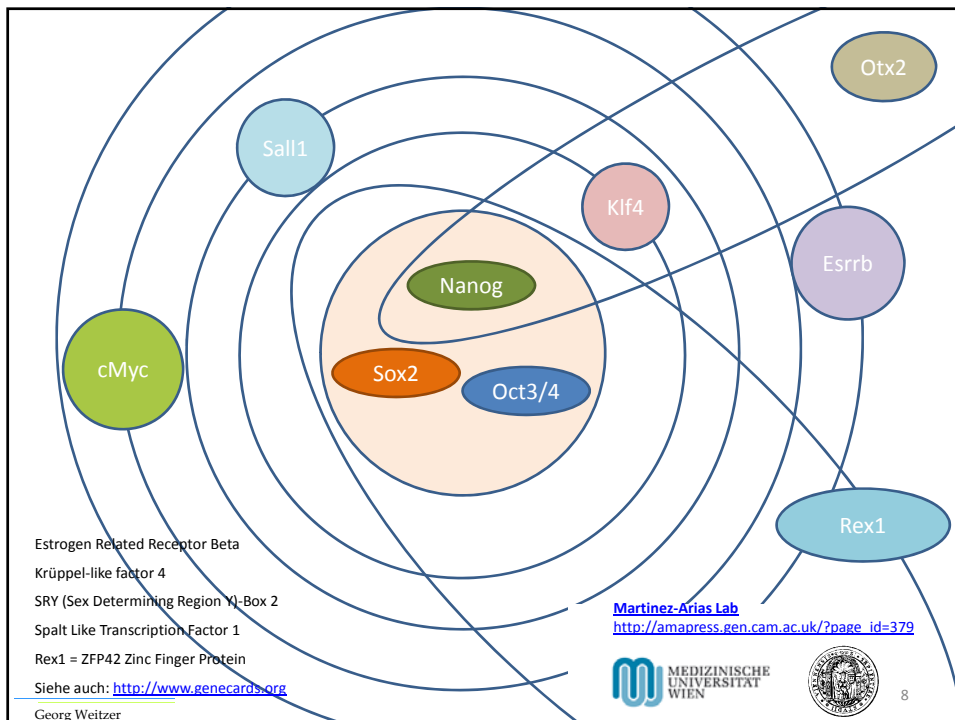 Otx2
Sall1
Klf4
Esrrb
Nanog
cMyc
Sox2
Oct3/4
Rex1
Estrogen Related Receptor Beta
Krüppel-like factor 4
SRY (Sex Determining Region Y)-Box 2
Spalt Like Transcription Factor 1
Rex1 = ZFP42 Zinc Finger Protein
Siehe auch: http://www.genecards.org
Georg Weitzer
Martinez-Arias Lab
http://amapress.gen.cam.ac.uk/?page_id=379
MEDIZINISCHE
UNIVERSITÄT
WIEN
8